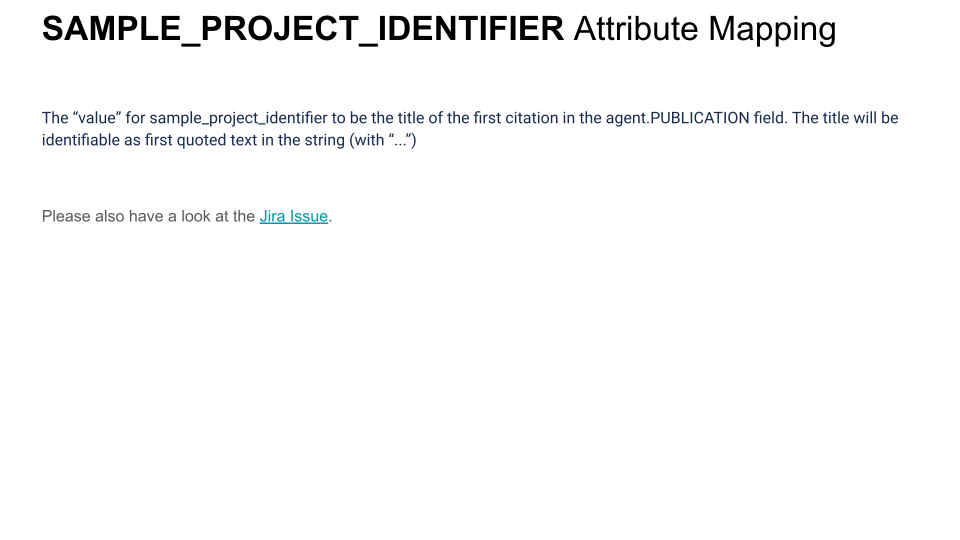 SAMPLE_PROJECT_IDENTIFIER Attribute Mapping
The “value” for sample_project_identifier to be the title of the first citation in the agent.PUBLICATION field. The title will be
identifiable as first quoted text in the string (with “...”)
Please also have a look at the Jira Issue.